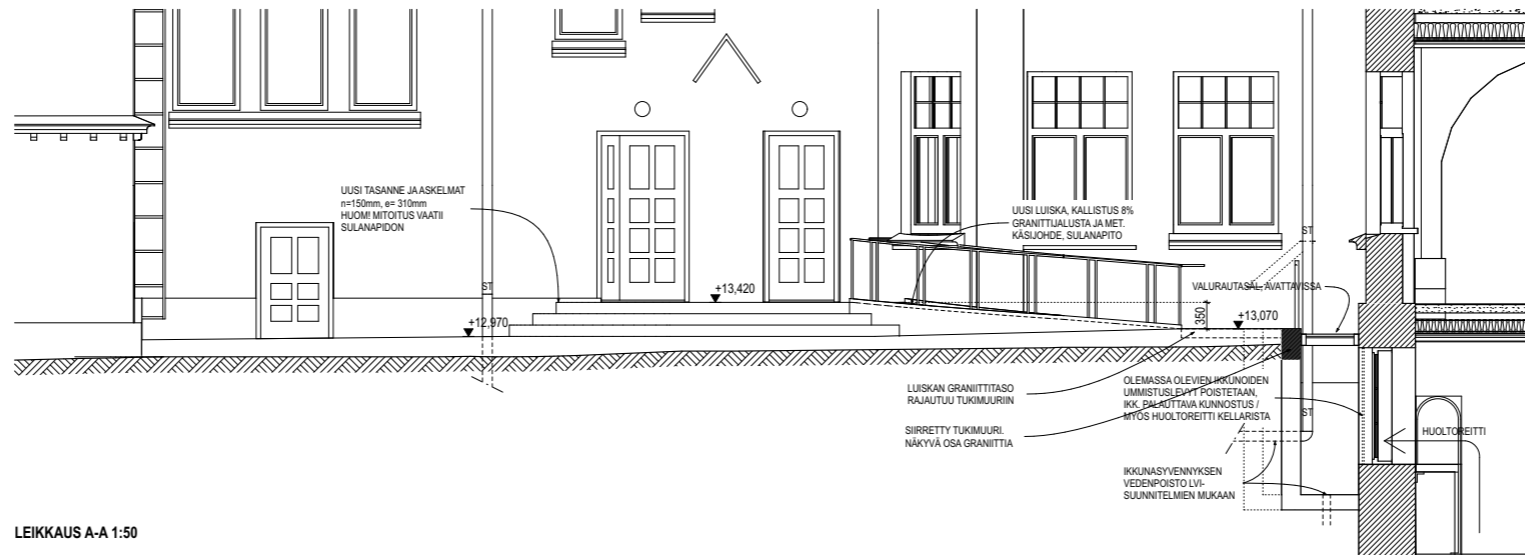 UUSI TASANNE JA ASKELMAT
n=150mm, e= 310mm
HUOM! MITOITUS VAATII
SULANAPIDON
UUSI LUISKA, KALLISTUS 8%
GRANIITTIJALUSTA JA MET.
KÄSIJOHDE, SULANAPITO
ST
ST
VALURAUTASÄL, AVATTAVISSA
+13,420
350
+13,070
+12,970
LUISKAN GRANIITTITASO
RAJAUTUU TUKIMUURIIN
OLEMASSA OLEVIEN IKKUNOIDEN
UMMISTUSLEVYT POISTETAAN,
IKK. PALAUTTAVA KUNNOSTUS /
MYÖS HUOLTOREITTI KELLARISTA
ST
SIIRRETTY TUKIMUURI.
NÄKYVÄ OSA GRANIITTIA
HUOLTOREITTI
IKKUNASYVENNYKSEN
VEDENPOISTO LVI-
SUUNNITELMIEN MUKAAN
LEIKKAUS A-A 1:50